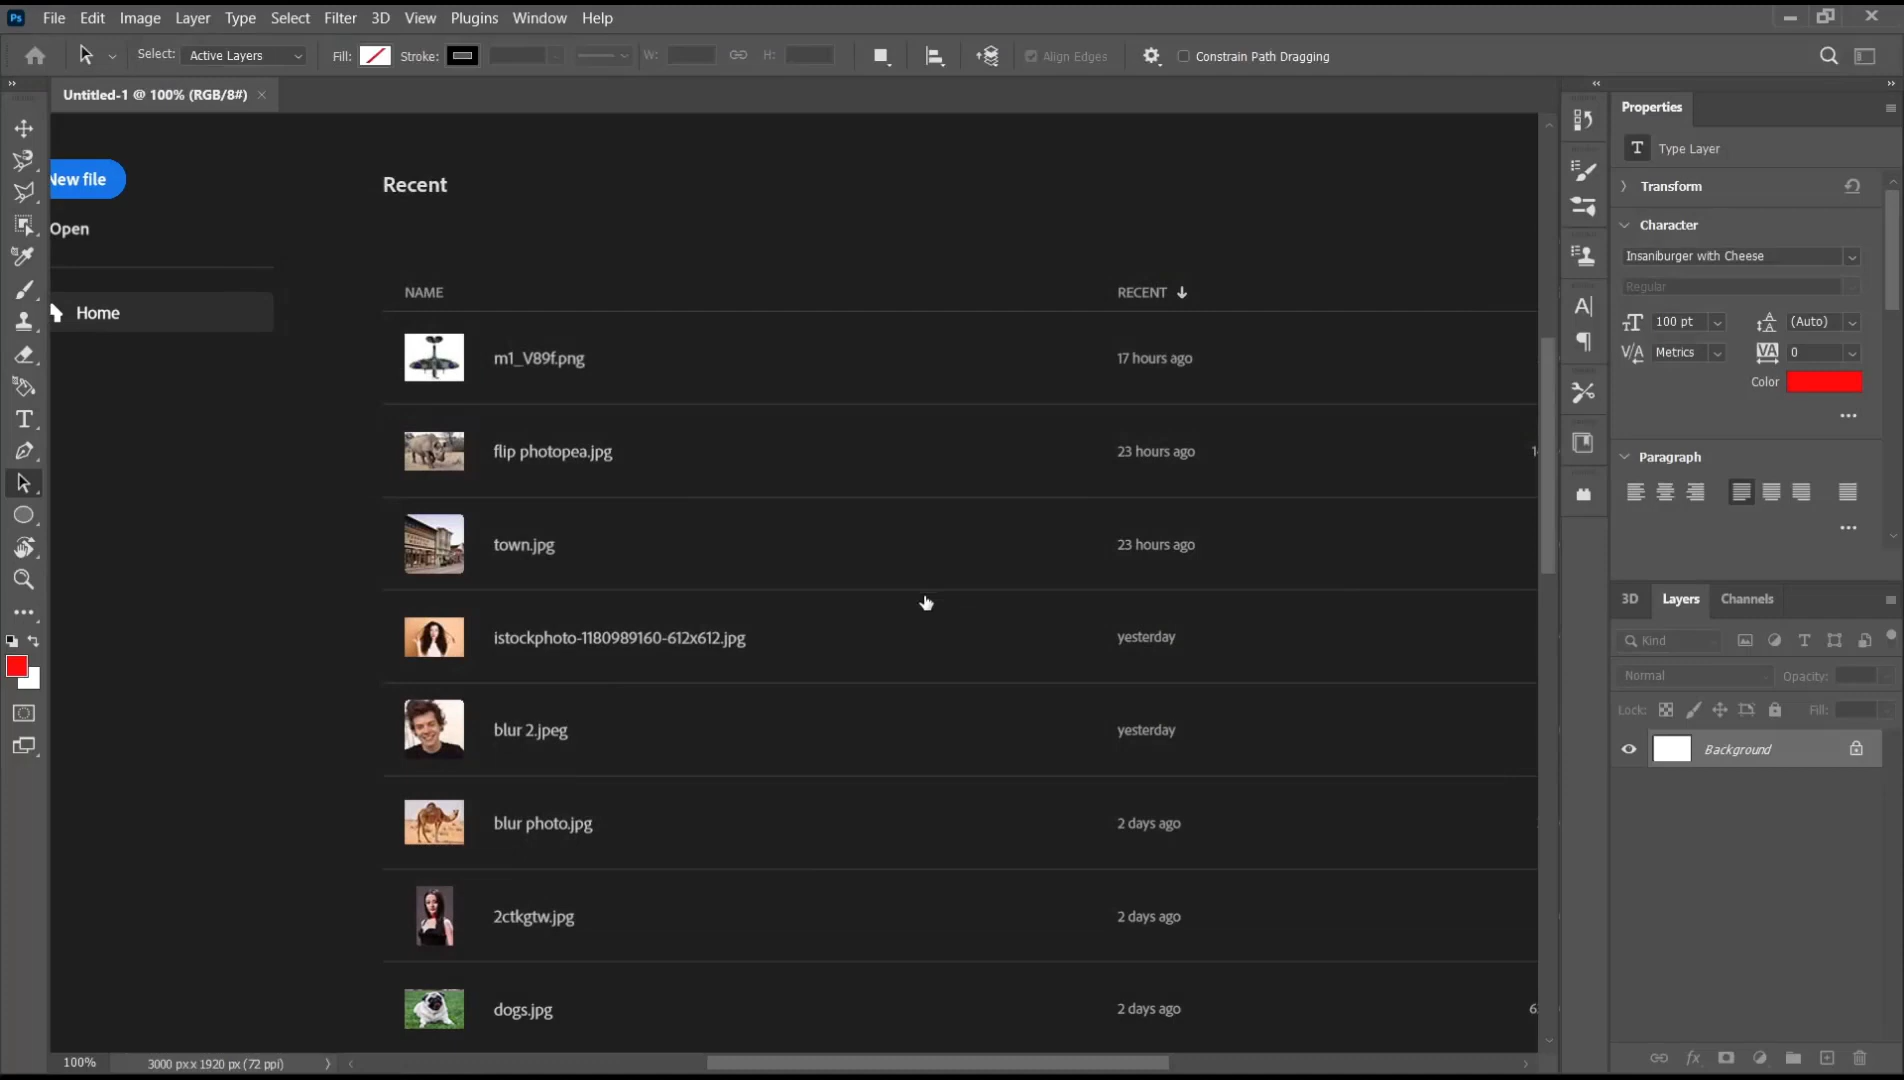 Ps File Edit Image Layer Type Select Filter 3D View Plugins Window Help
Select: Active Layers Fill: Stroke: W: H: Align Edges Constrain Path Dragging
Untitled-1 @ 100% (RGB/8#) ×
New file
Open
Home
Recent
NAME RECENT ↓
m1_V89f.png 17 hours ago
flip photopea.jpg 23 hours ago
town.jpg 23 hours ago
istockphoto-1180989160-612x612.jpg yesterday
blur 2.jpeg yesterday
blur photo.jpg 2 days ago
2ctkgtw.jpg 2 days ago
dogs.jpg 2 days ago
100% 3000 px x 1920 px (72 ppi)
Properties
Type Layer
Transform
Character
Insaniburger with Cheese
Regular
100 pt (Auto)
Metrics 0
Color
Paragraph
3D Layers Channels
Kind
Normal Opacity:
Lock: Fill:
Background